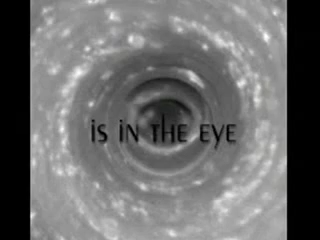 is in the eye